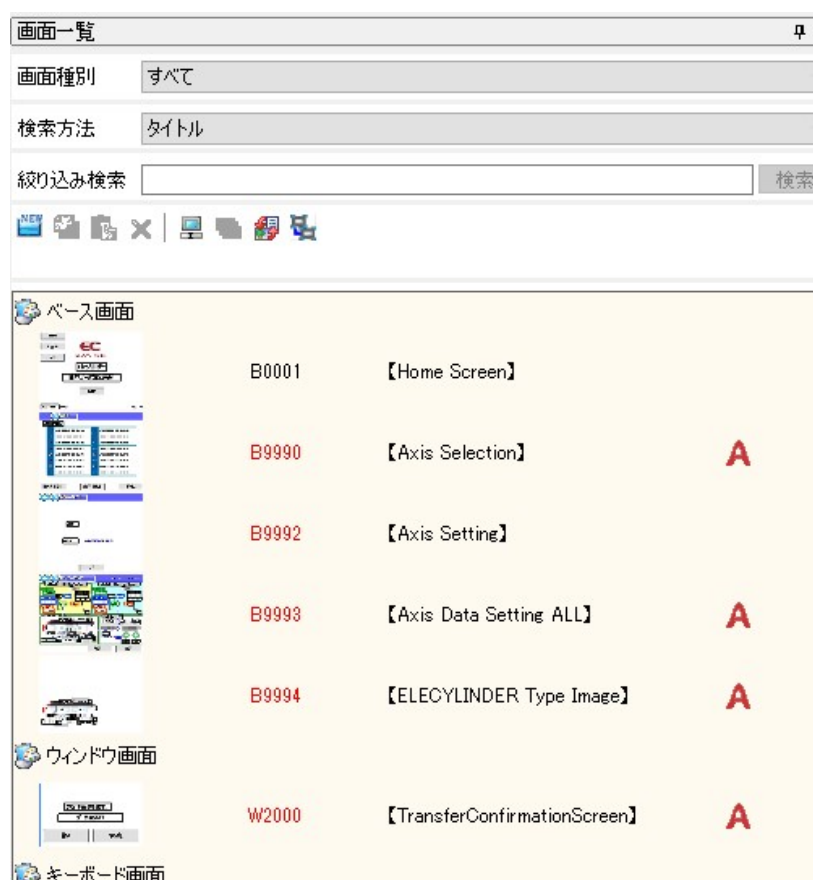 画面一覧
画面種別 すべて
検索方法 タイトル
絞り込み検索 検索
NEW
ベース画面
EC
B0001 【Home Screen】
B9990 【Axis Selection】 A
B9992 【Axis Setting】
B9993 【Axis Data Setting ALL】 A
B9994 【ELECYLINDER Type Image】 A
ウィンドウ画面
W2000 【TransferConfirmationScreen】 A
キーボード画面